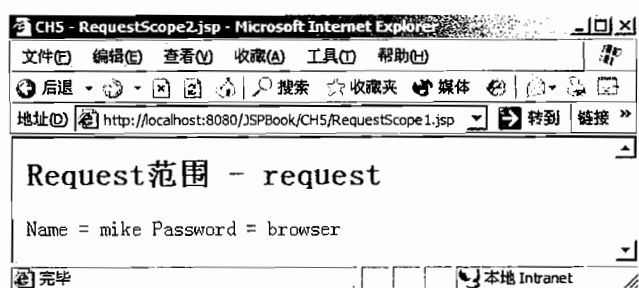 CH5 - RequestScope2.jsp - Microsoft Internet Explorer
文件(F) 编辑(E) 查看(V) 收藏(A) 工具(T) 帮助(H)
后退 搜索 收藏夹 媒体
地址(D) http://localhost:8080/JSPBook/CH5/RequestScope1.jsp 转到 链接 »
Request范围 - request
Name = mike Password = browser
完毕 本地 Intranet